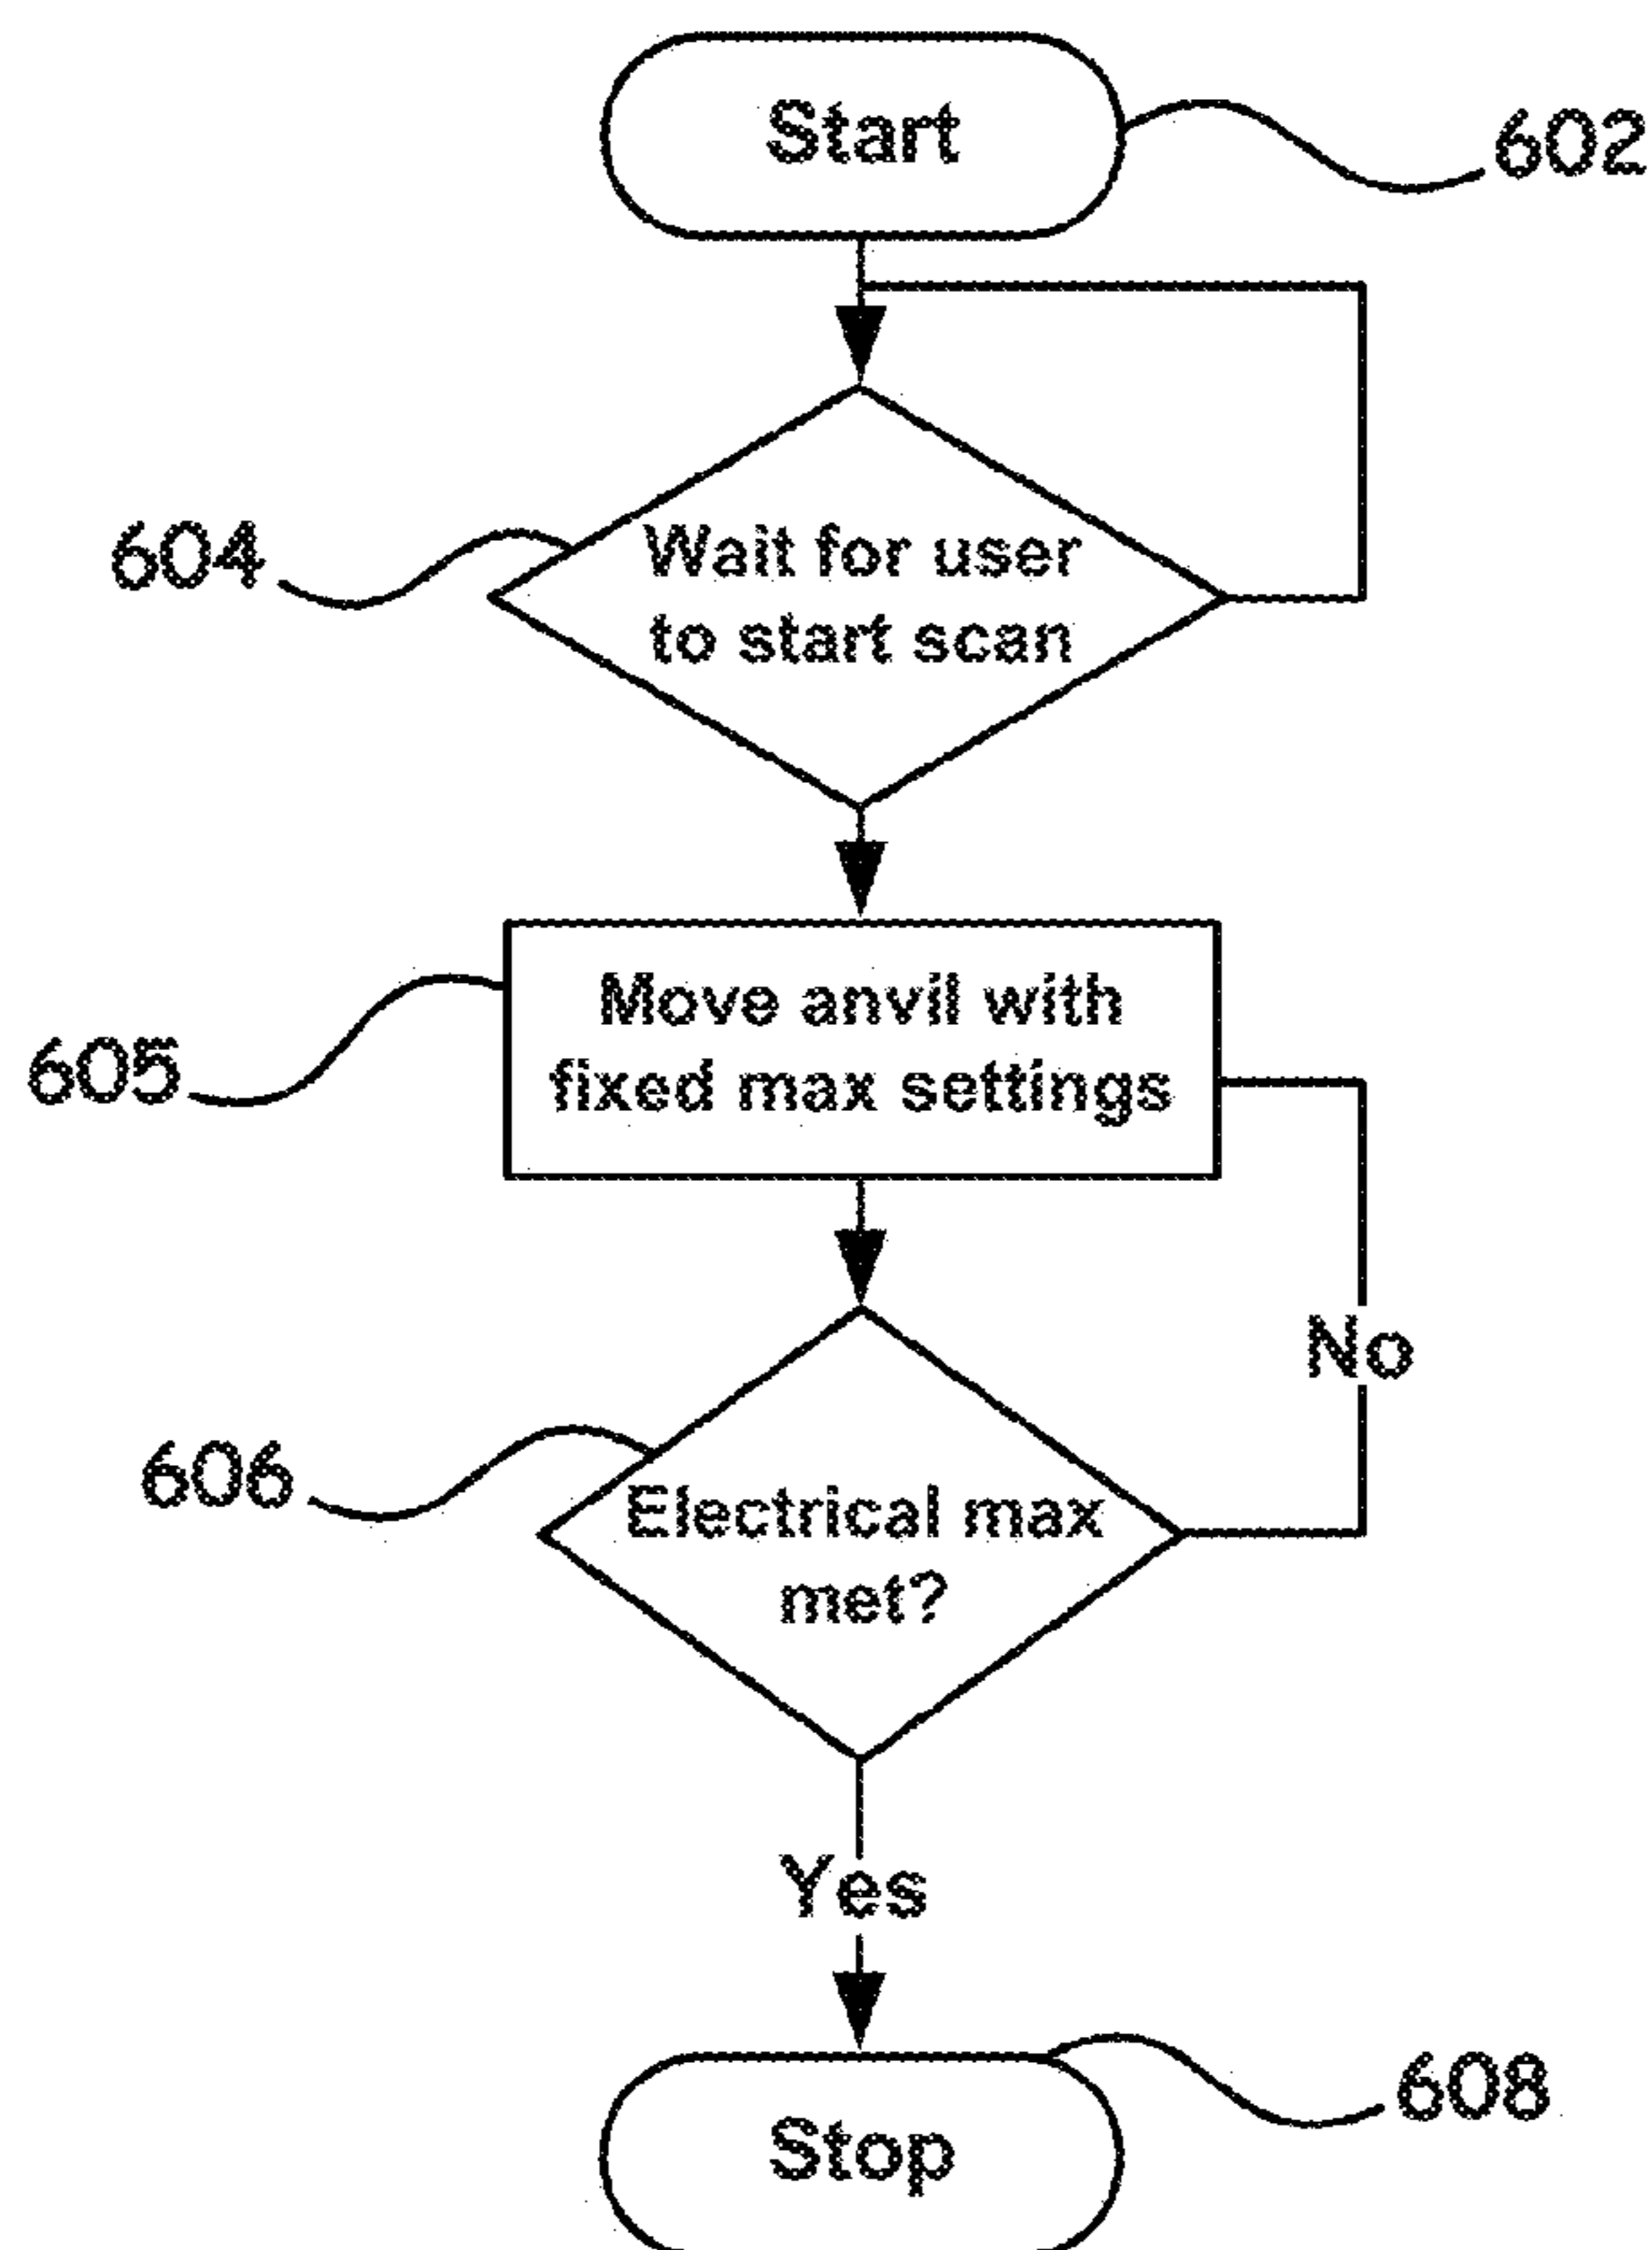 Start
602
604
Wait for user
to start scan
605
Move anvil with
fixed max settings
No
606
Electrical max
met?
Yes
608
Stop